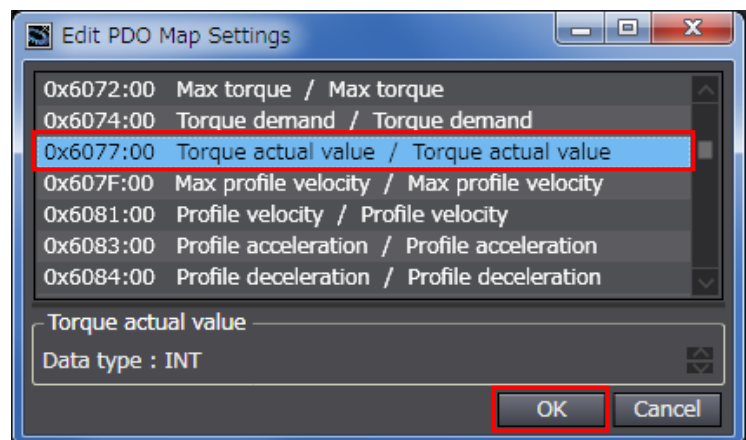 Edit PDO Map Settings
0x6072:00 Max torque / Max torque
0x6074:00 Torque demand / Torque demand
0x6077:00 Torque actual value / Torque actual value
0x607F:00 Max profile velocity / Max profile velocity
0x6081:00 Profile velocity / Profile velocity
0x6083:00 Profile acceleration / Profile acceleration
0x6084:00 Profile deceleration / Profile deceleration
Torque actual value
Data type : INT
OK Cancel